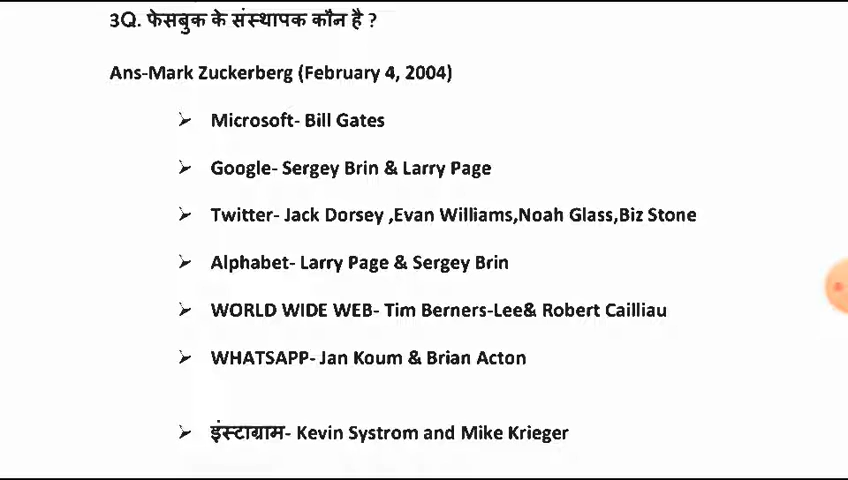 3Q. फेसबुक के संस्थापक कौन है ?
Ans-Mark Zuckerberg (February 4, 2004)
➢ Microsoft- Bill Gates
➢ Google- Sergey Brin & Larry Page
➢ Twitter- Jack Dorsey ,Evan Williams,Noah Glass,Biz Stone
➢ Alphabet- Larry Page & Sergey Brin
➢ WORLD WIDE WEB- Tim Berners-Lee& Robert Cailliau
➢ WHATSAPP- Jan Koum & Brian Acton
➢ इंस्टाग्राम- Kevin Systrom and Mike Krieger